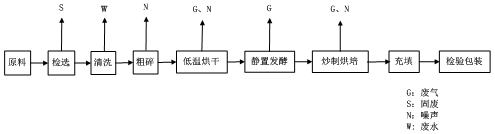 S W N G、N G G、N
原料 检选 清洗 粗碎 低温烘干 静置发酵 炒制烘培 充填 检验包装
G：废气
S：固废
N：噪声
W: 废水